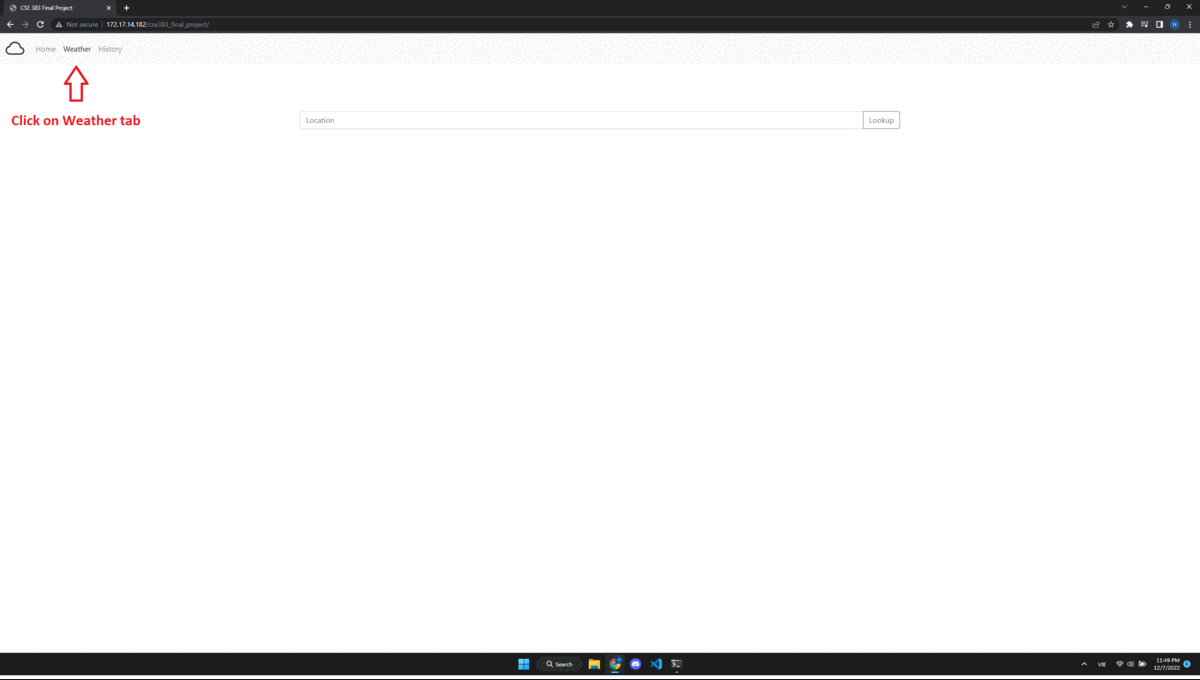 CSE 383 Final Project
Not secure | 172.17.14.182/cse383_final_project/
H
Home Weather History
Click on Weather tab
Location Lookup
Search
VIE
11:49 PM
12/7/2022